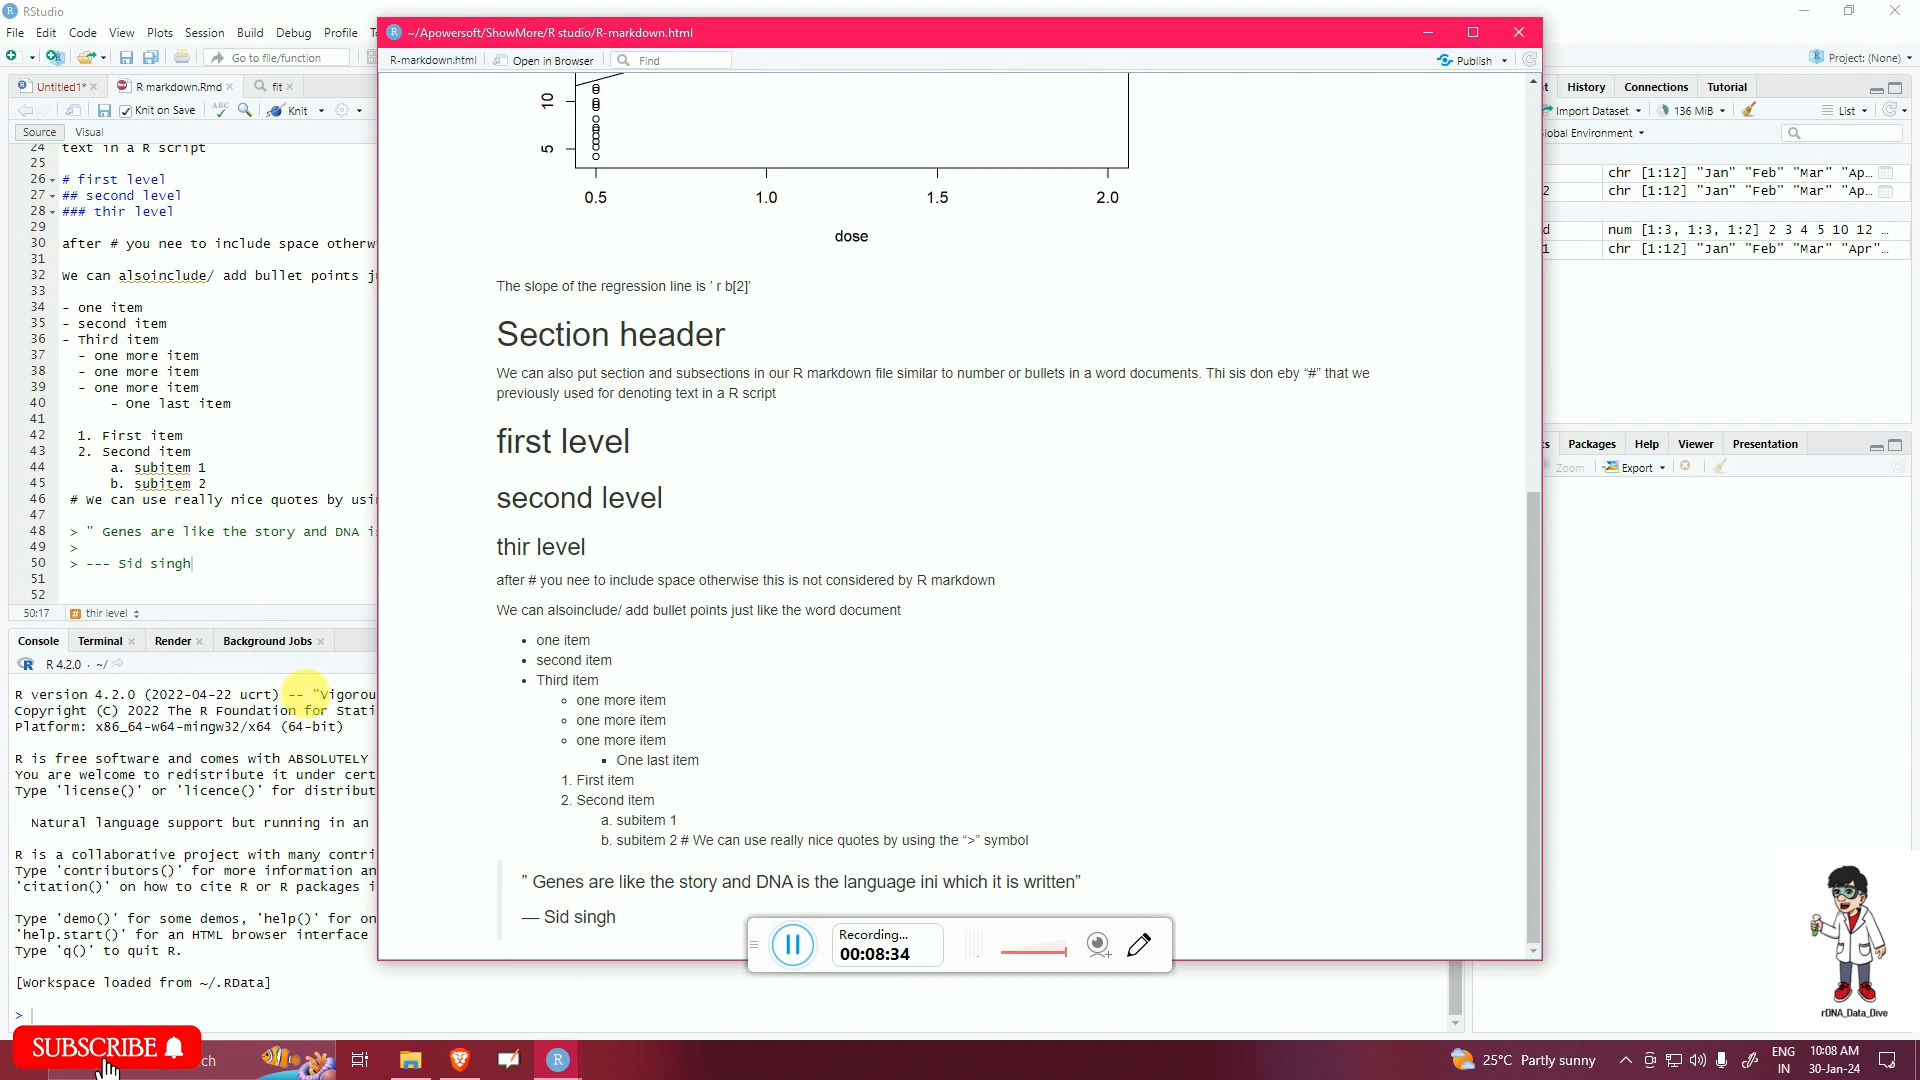 RStudio
File Edit Code View Plots Session Build Debug Profile
Go to file/function
Project: (None)
Untitled1* R markdown.Rmd fit
Knit on Save ABC Knit
Source Visual
24 text in a R script
25
26 # first level
27 ## second level
28 ### thir level
29
30 after # you nee to include space otherw
31
32 We can alsoinclude/ add bullet points ju
33
34 - one item
35 - second item
36 - Third item
37 - one more item
38 - one more item
39 - one more item
40 - One last item
41
42 1. First item
43 2. Second item
44 a. subitem 1
45 b. subitem 2
46 # We can use really nice quotes by usin
47
48 > " Genes are like the story and DNA is
49 >
50 > --- Sid singh
51
52
50:17 thir level
Console Terminal Render Background Jobs
R 4.2.0 · ~/
R version 4.2.0 (2022-04-22 ucrt) -- "Vigorou
Copyright (C) 2022 The R Foundation for Stati
Platform: x86_64-w64-mingw32/x64 (64-bit)
R is free software and comes with ABSOLUTELY
You are welcome to redistribute it under cert
Type 'license()' or 'licence()' for distribut
Natural language support but running in an
R is a collaborative project with many contri
Type 'contributors()' for more information an
'citation()' on how to cite R or R packages i
Type 'demo()' for some demos, 'help()' for on
'help.start()' for an HTML browser interface
Type 'q()' to quit R.
[Workspace loaded from ~/.RData]
>
~/Apowersoft/ShowMore/R studio/R-markdown.html
R-markdown.html Open in Browser Find Publish
10
5
0.5 1.0 1.5 2.0
dose
The slope of the regression line is ’ r b[2]’
Section header
We can also put section and subsections in our R markdown file similar to number or bullets in a word documents. Thi sis don eby “#” that we
previously used for denoting text in a R script
first level
second level
thir level
after # you nee to include space otherwise this is not considered by R markdown
We can alsoinclude/ add bullet points just like the word document
• one item
• second item
• Third item
◦ one more item
◦ one more item
◦ one more item
▪ One last item
1. First item
2. Second item
a. subitem 1
b. subitem 2 # We can use really nice quotes by using the “>” symbol
” Genes are like the story and DNA is the language ini which it is written”
— Sid singh
Recording...
00:08:34
History Connections Tutorial
Import Dataset 136 MiB List
lobal Environment
chr [1:12] "Jan" "Feb" "Mar" "Ap…
2 chr [1:12] "Jan" "Feb" "Mar" "Ap…
d num [1:3, 1:3, 1:2] 2 3 4 5 10 12 …
1 chr [1:12] "Jan" "Feb" "Mar" "Apr"…
ts Packages Help Viewer Presentation
Zoom Export
rDNA_Data_Dive
SUBSCRIBE
ch
R
25°C Partly sunny
ENG
IN
10:08 AM
30-Jan-24